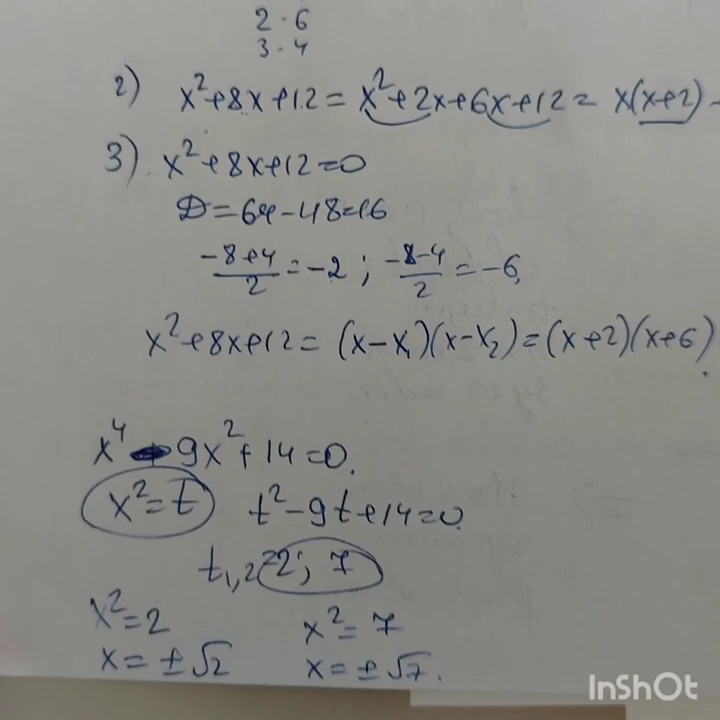 2 · 6
3 · 4
2) x²+8x+12 = x²+2x+6x+12 = x(x+2) -
3) x²+8x+12=0
D=64-48=16
(-8+4)/2 = -2 ; (-8-4)/2 = -6
x²+8x+12 = (x-x₁)(x-x₂) = (x+2)(x+6)
x⁴ - 9x² + 14 = 0.
x²=t t²-9t+14=0
t₁,₂=2; 7
x²=2 x²=7
x=±√2 x=±√7.
InShOt